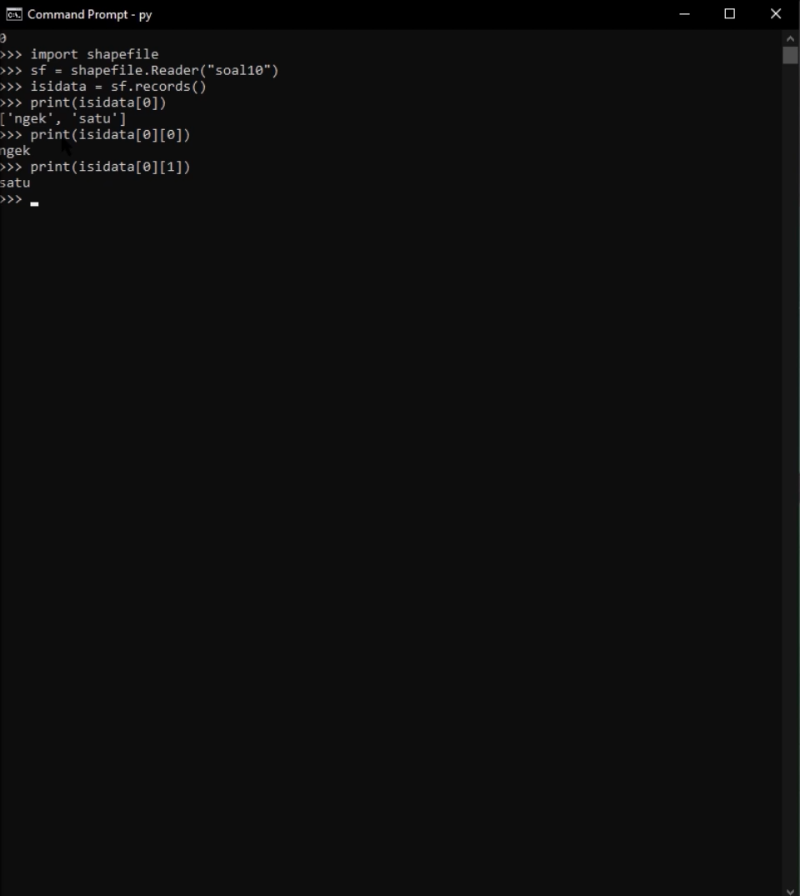 Command Prompt - py
0
>>> import shapefile
>>> sf = shapefile.Reader("soal10")
>>> isidata = sf.records()
>>> print(isidata[0])
['ngek', 'satu']
>>> print(isidata[0][0])
ngek
>>> print(isidata[0][1])
satu
>>>